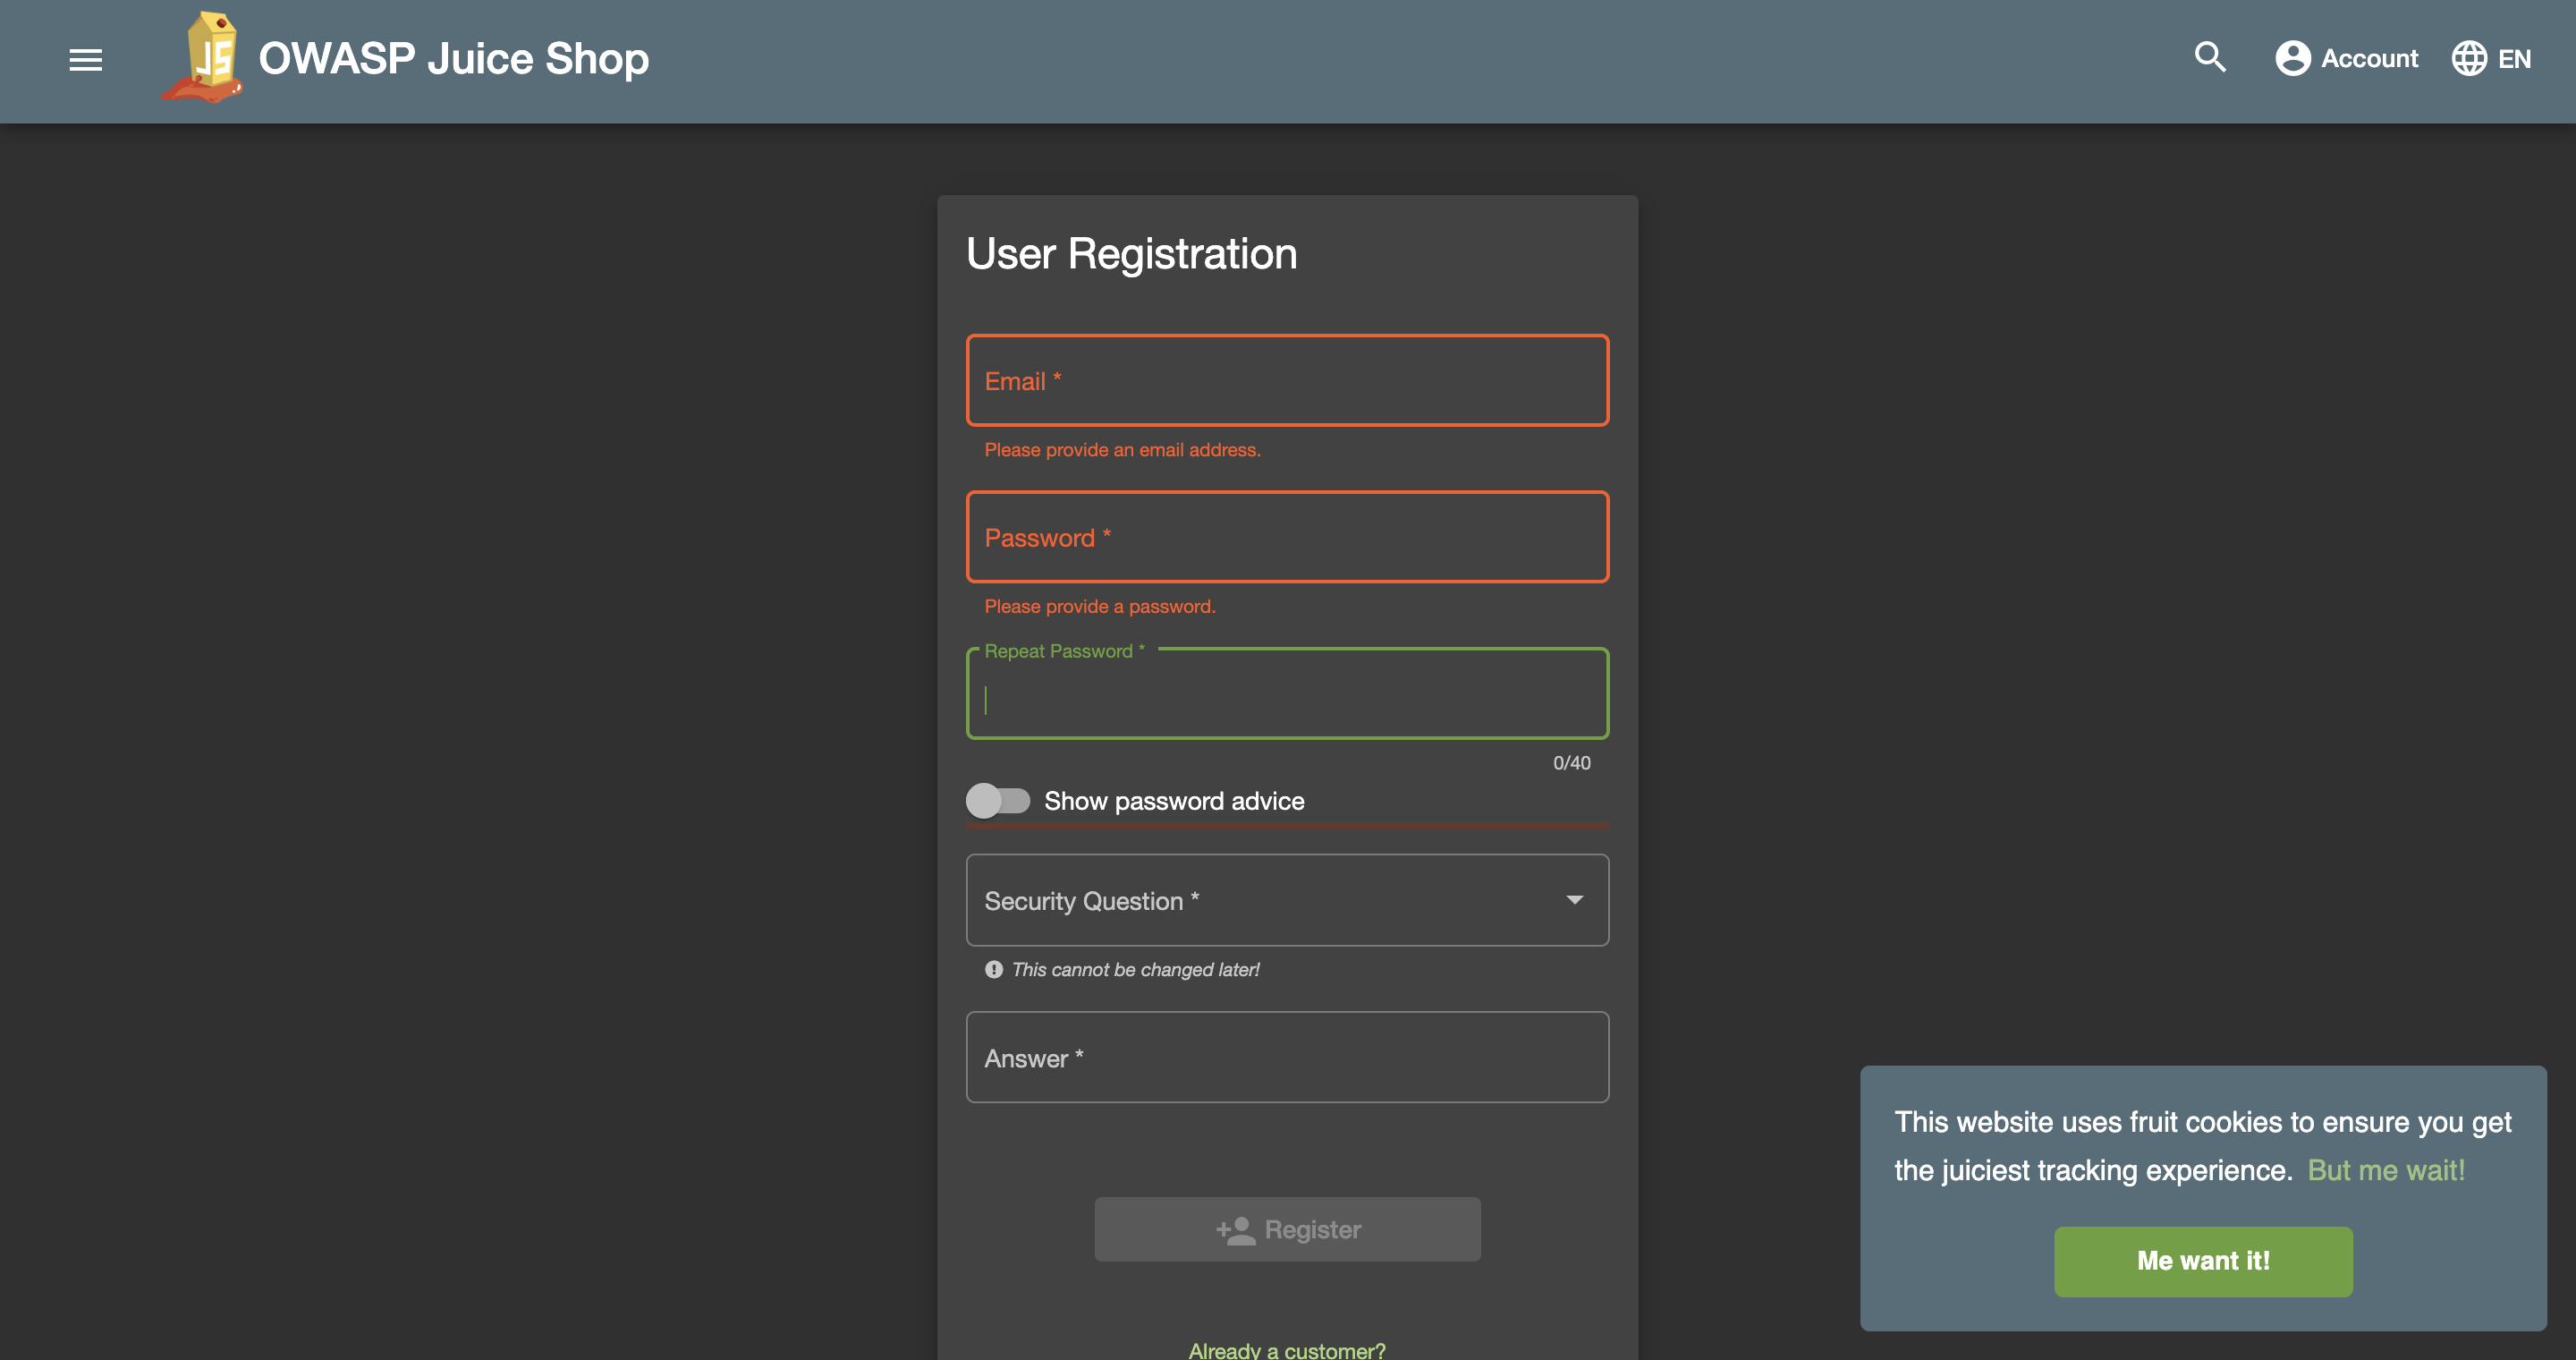 JS
OWASP Juice Shop
Account
EN
User Registration
Email *
Please provide an email address.
Password *
Please provide a password.
Repeat Password *
0/40
Show password advice
Security Question *
This cannot be changed later!
Answer *
Register
Already a customer?
This website uses fruit cookies to ensure you get
the juiciest tracking experience. But me wait!
Me want it!